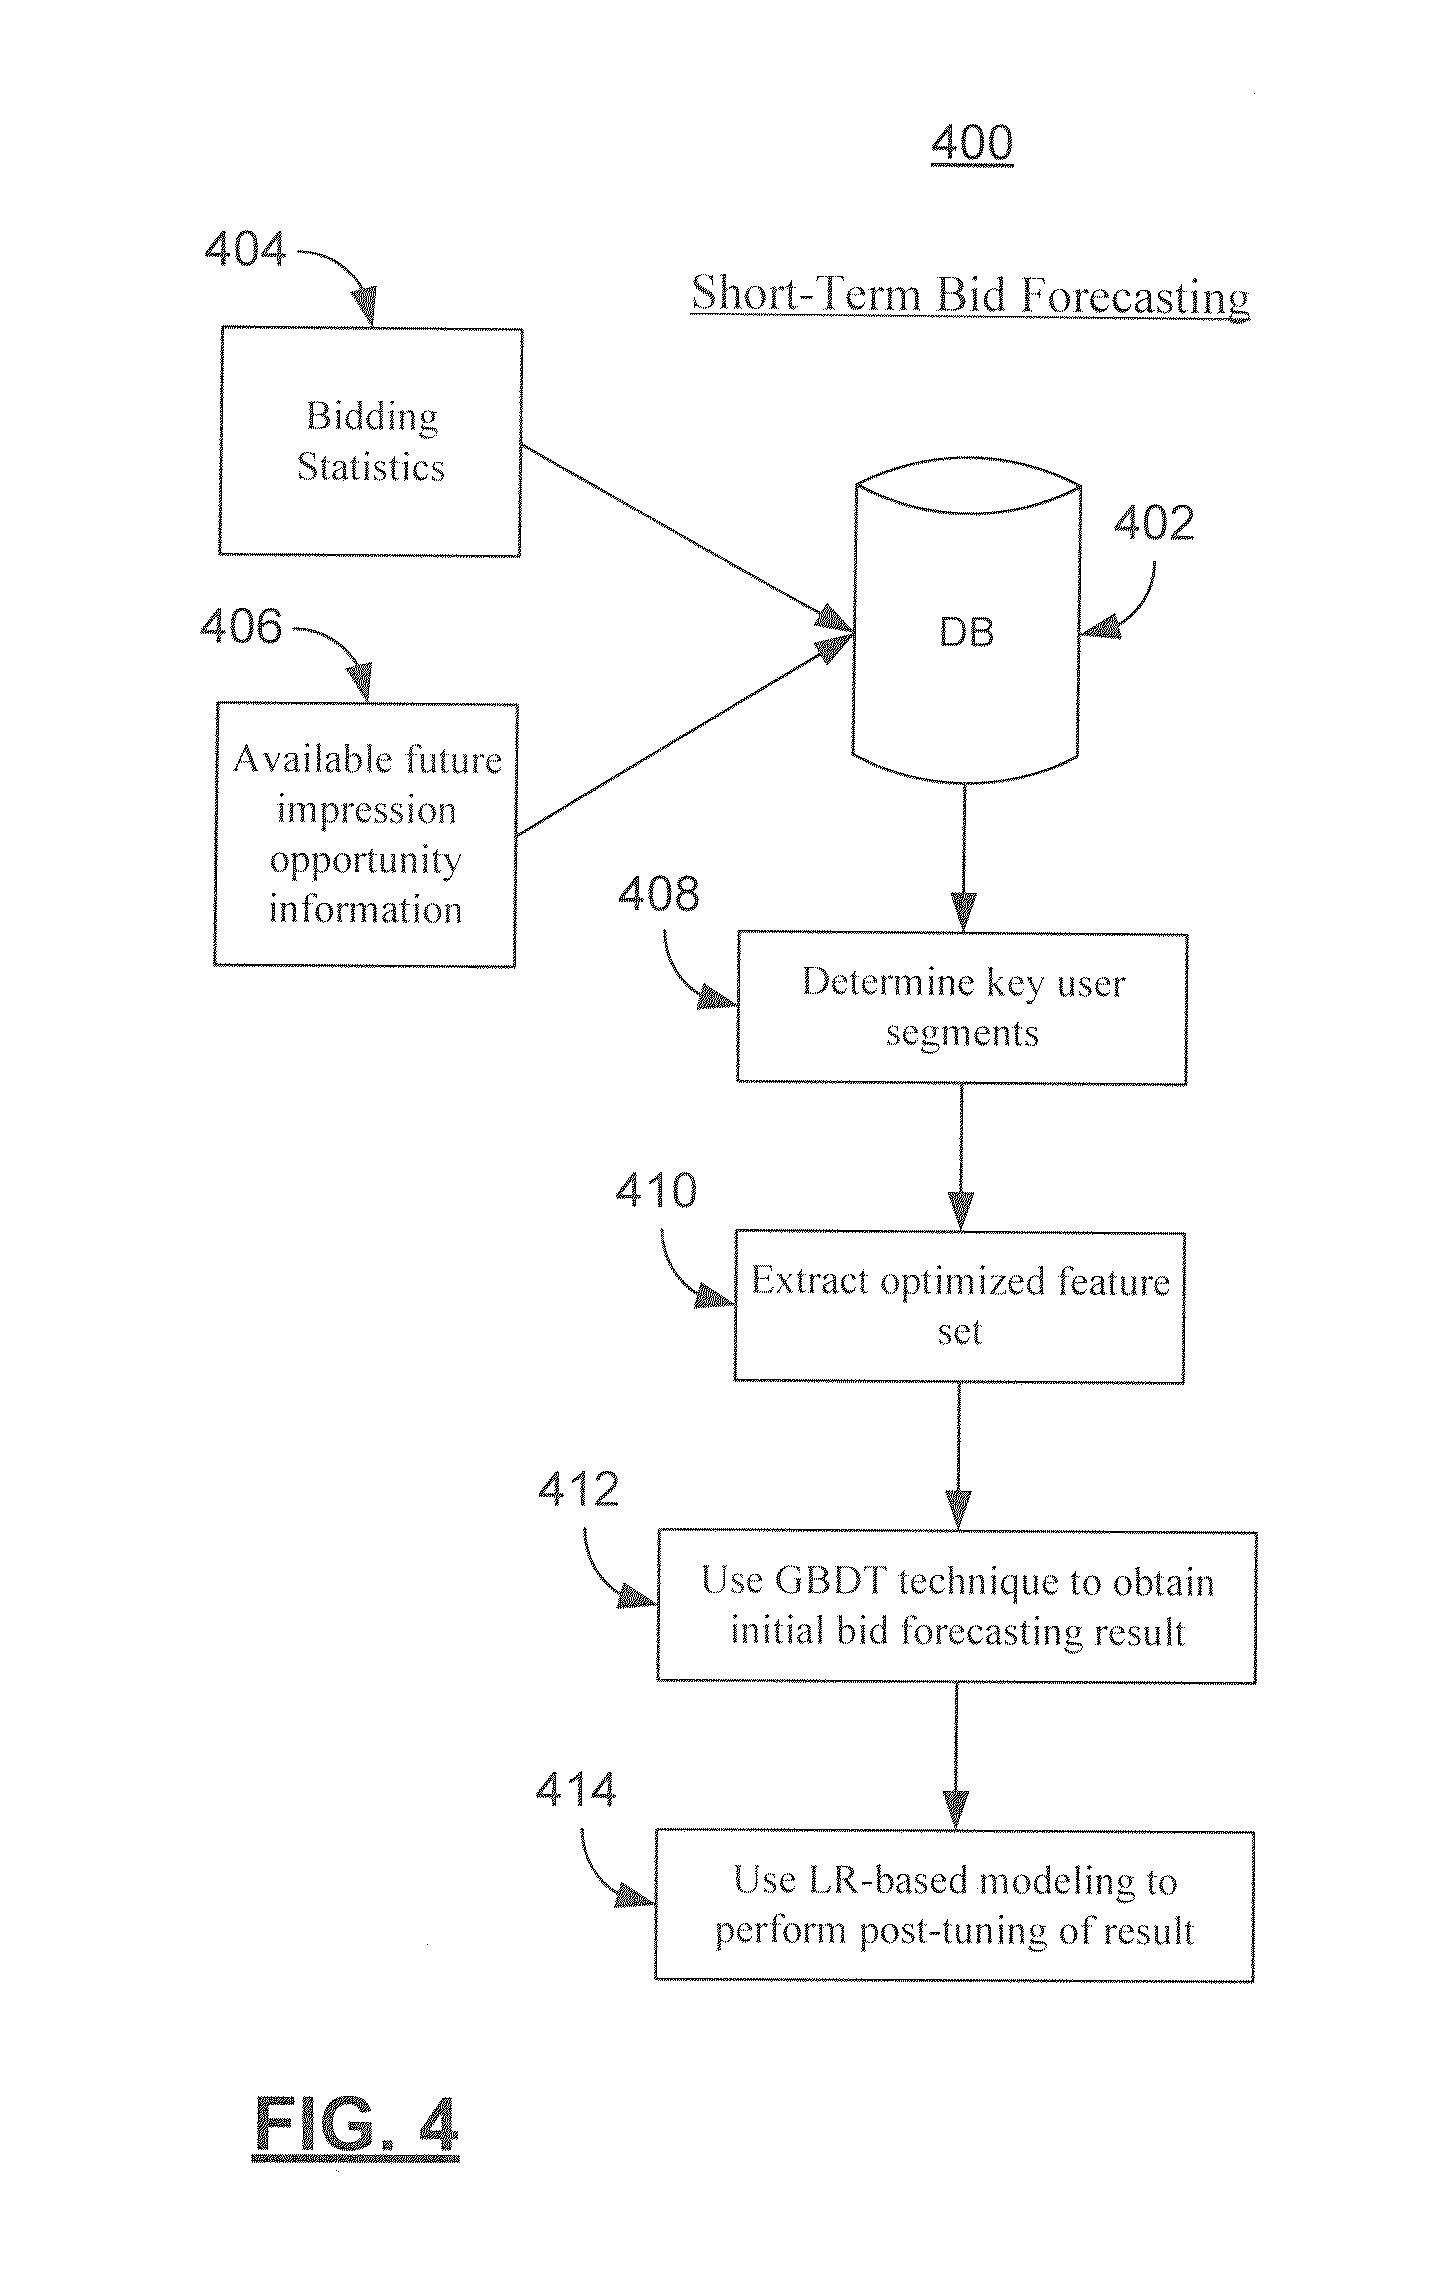 400
404
Short-Term Bid Forecasting
Bidding
Statistics
402
DB
406
Available future
impression
opportunity
information
408
Determine key user
segments
410
Extract optimized feature
set
412
Use GBDT technique to obtain
initial bid forecasting result
414
Use LR-based modeling to
perform post-tuning of result
FIG. 4